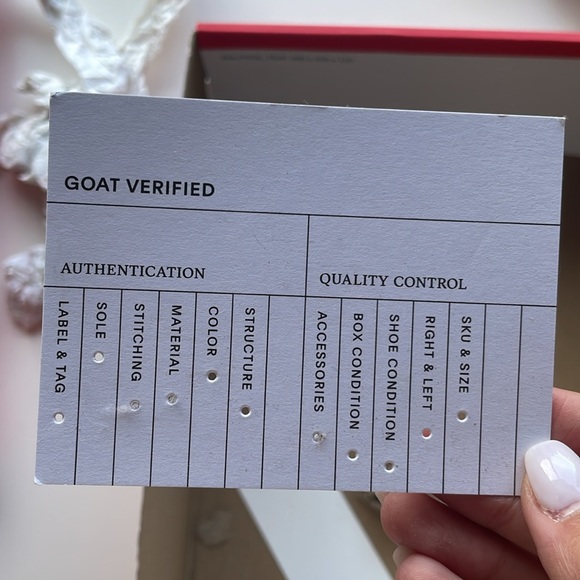 GOAT VERIFIED
AUTHENTICATION
QUALITY CONTROL
LABEL & TAG
SOLE
STITCHING
MATERIAL
COLOR
STRUCTURE
ACCESSORIES
BOX CONDITION
SHOE CONDITION
RIGHT & LEFT
SKU & SIZE